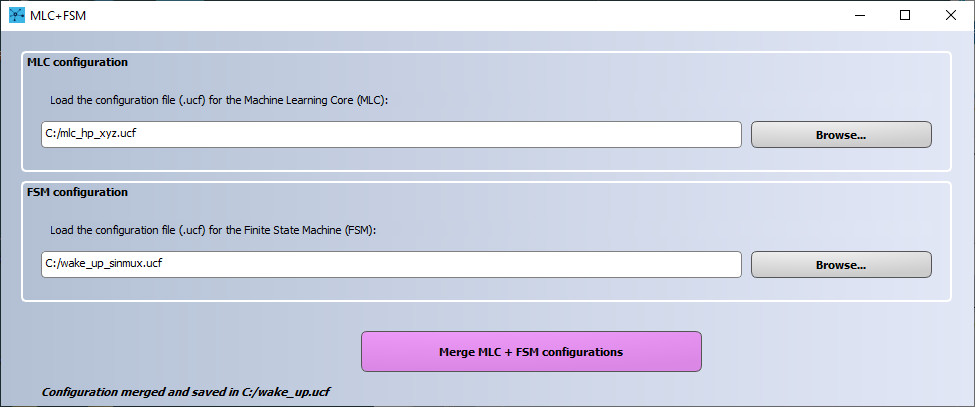 MLC+FSM
MLC configuration
Load the configuration file (.ucf) for the Machine Learning Core (MLC):
C:/mlc_hp_xyz.ucf
Browse...
FSM configuration
Load the configuration file (.ucf) for the Finite State Machine (FSM):
C:/wake_up_sinmux.ucf
Browse...
Merge MLC + FSM configurations
Configuration merged and saved in C:/wake_up.ucf